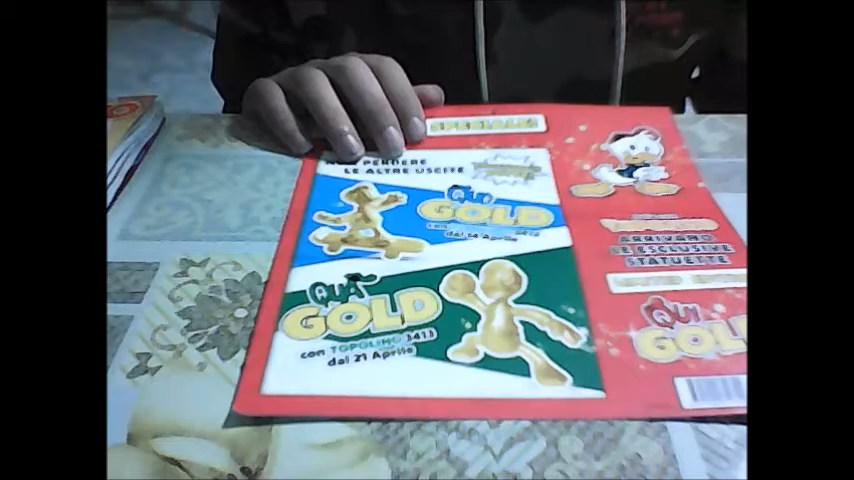 SPECIALE!
NON PERDERE
LE ALTRE USCITE
QUO
GOLD
dal 14 Aprile
QUA
GOLD
con TOPOLINO 3413
dal 21 Aprile
ARRIVANO
LE ESCLUSIVE
STATUETTE
QUI
GOLD